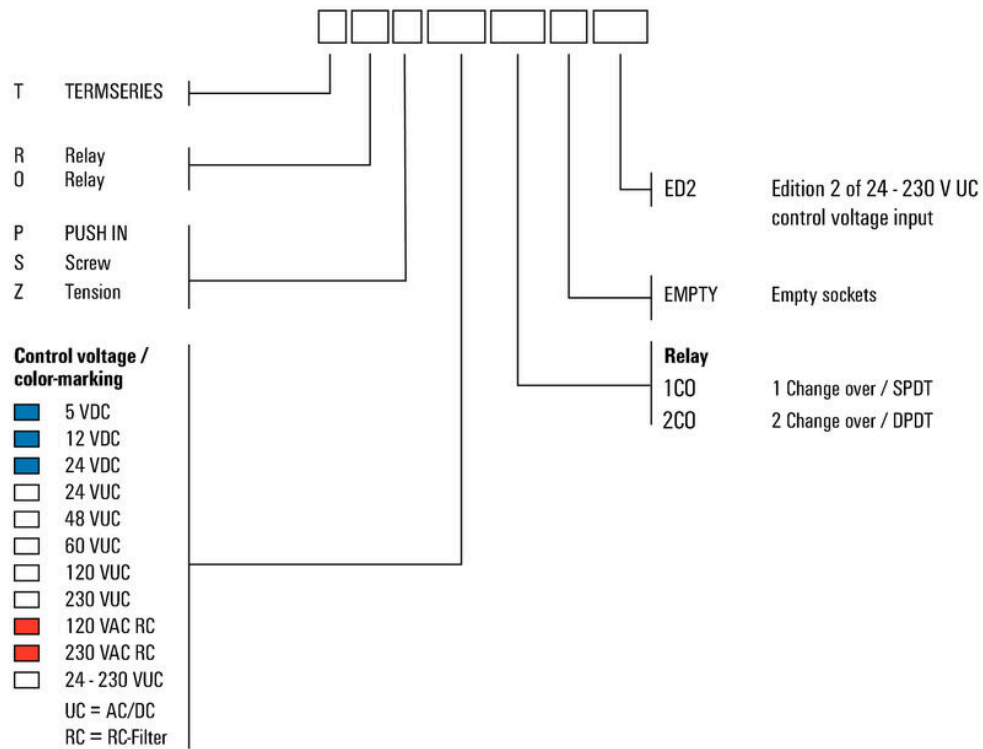 T TERMSERIES
R Relay
O Relay
P PUSH IN
S Screw
Z Tension
Control voltage /
color-marking
5 VDC
12 VDC
24 VDC
24 VUC
48 VUC
60 VUC
120 VUC
230 VUC
120 VAC RC
230 VAC RC
24 - 230 VUC
UC = AC/DC
RC = RC-Filter
ED2 Edition 2 of 24 - 230 V UC
control voltage input
EMPTY Empty sockets
Relay
1CO 1 Change over / SPDT
2CO 2 Change over / DPDT